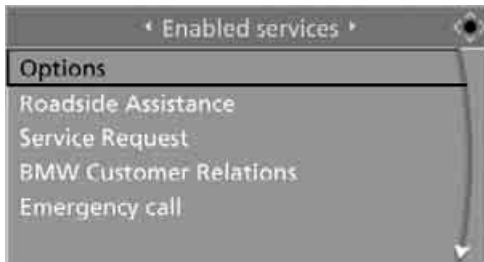 Enabled services
Options
Roadside Assistance
Service Request
BMW Customer Relations
Emergency call